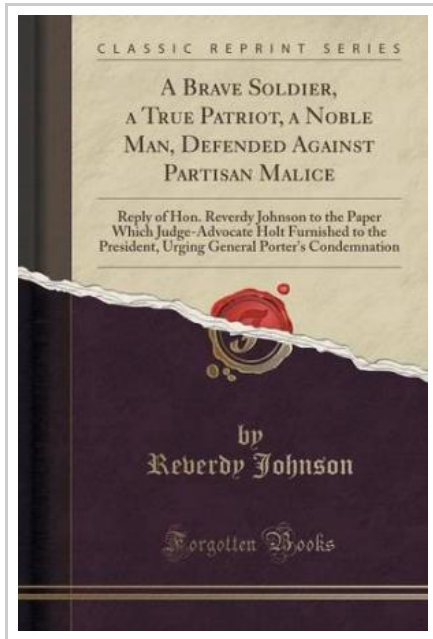 CLASSIC REPRINT SERIES
A BRAVE SOLDIER,
A TRUE PATRIOT, A NOBLE
MAN, DEFENDED AGAINST
PARTISAN MALICE
Reply of Hon. Reverdy Johnson to the Paper
Which Judge-Advocate Holt Furnished to the
President, Urging General Porter's Condemnation
by
Reverdy Johnson
Forgotten Books